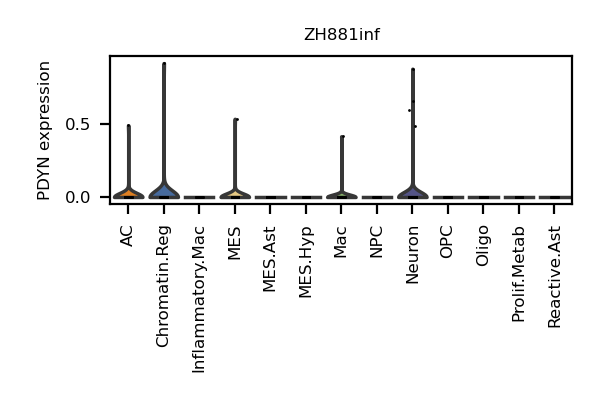 ZH881inf
PDYN expression
0.5
0.0
AC
Chromatin.Reg
Inflammatory.Mac
MES
MES.Ast
MES.Hyp
Mac
NPC
Neuron
OPC
Oligo
Prolif.Metab
Reactive.Ast